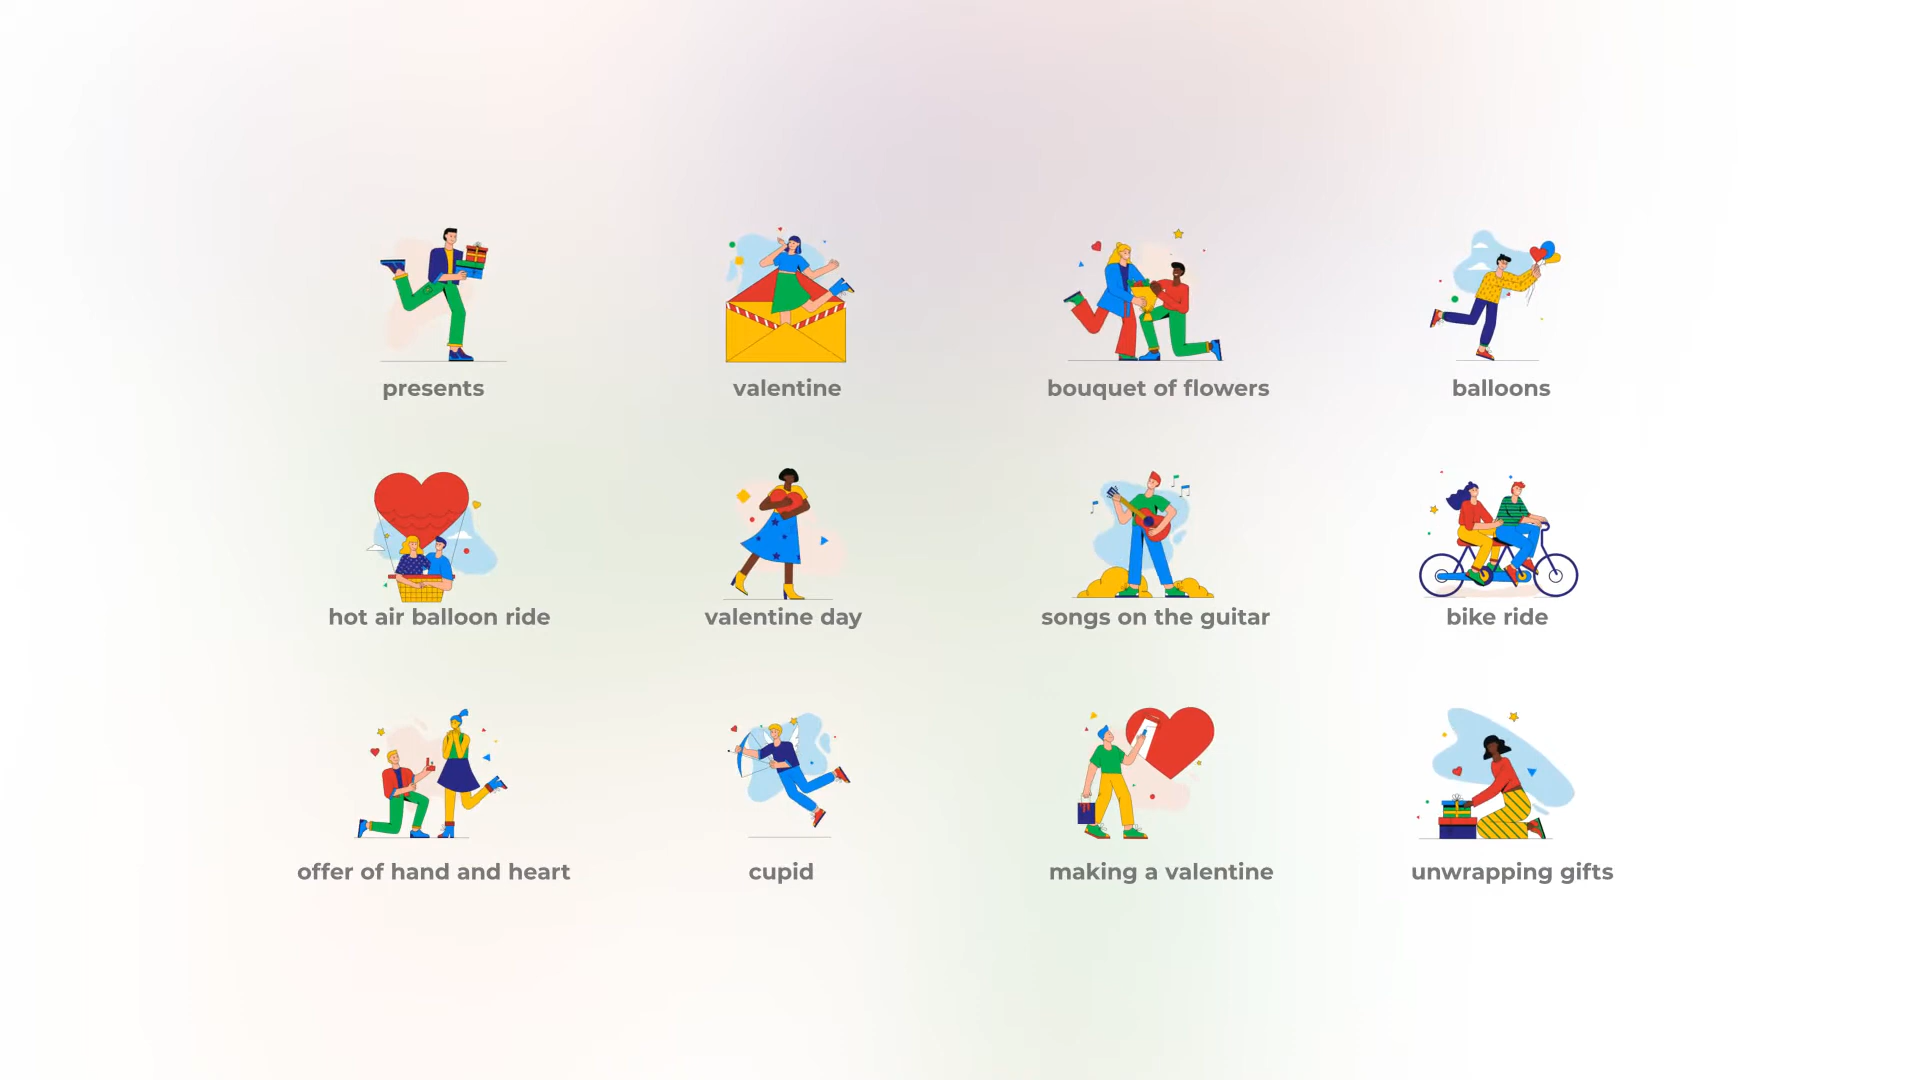 presents
valentine
bouquet of flowers
balloons
hot air balloon ride
valentine day
songs on the guitar
bike ride
offer of hand and heart
cupid
making a valentine
unwrapping gifts